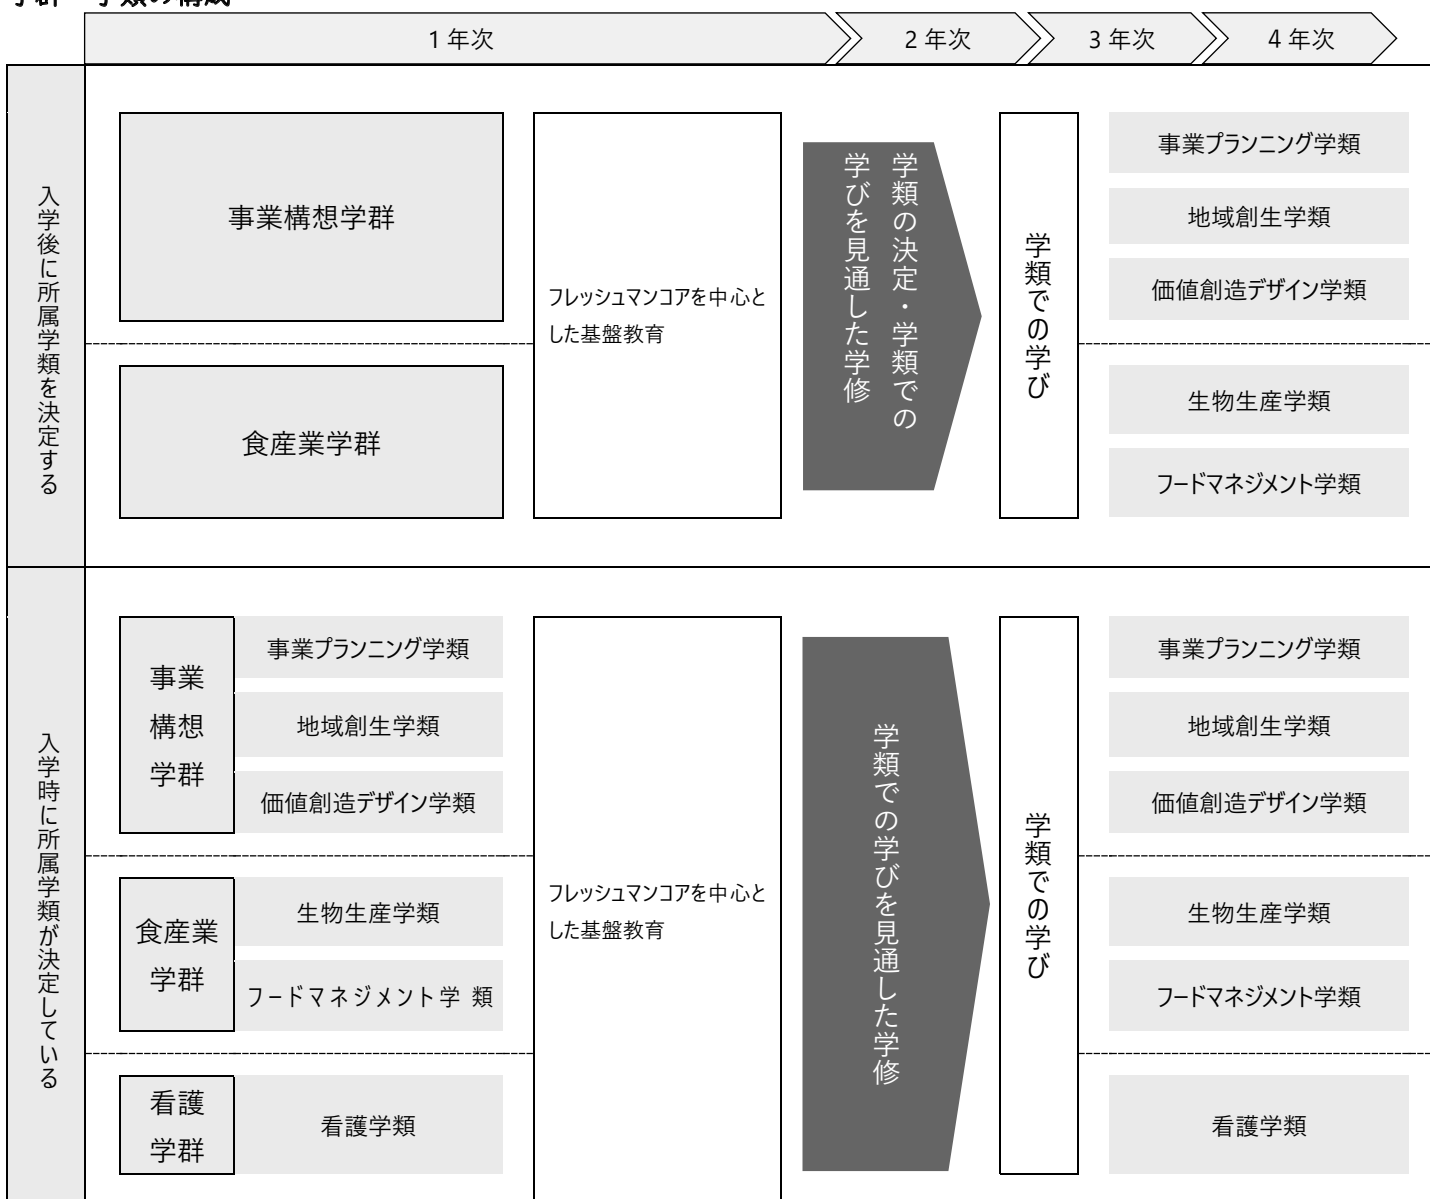 学群・学類の構成
1 年次
2 年次
3 年次
4 年次
入学後に所属学類を決定する
事業構想学群
食産業学群
フレッシュマンコアを中心と
した基盤教育
学類の決定・学類での
学びを見通した学修
学類での学び
事業プランニング学類
地域創生学類
価値創造デザイン学類
生物生産学類
フードマネジメント学類
入学時に所属学類が決定している
事業
構想
学群
事業プランニング学類
地域創生学類
価値創造デザイン学類
食産業
学群
生物生産学類
フードマネジメント学 類
看護
学群
看護学類
フレッシュマンコアを中心と
した基盤教育
学類での学びを見通した学修
学類での学び
事業プランニング学類
地域創生学類
価値創造デザイン学類
生物生産学類
フードマネジメント学類
看護学類